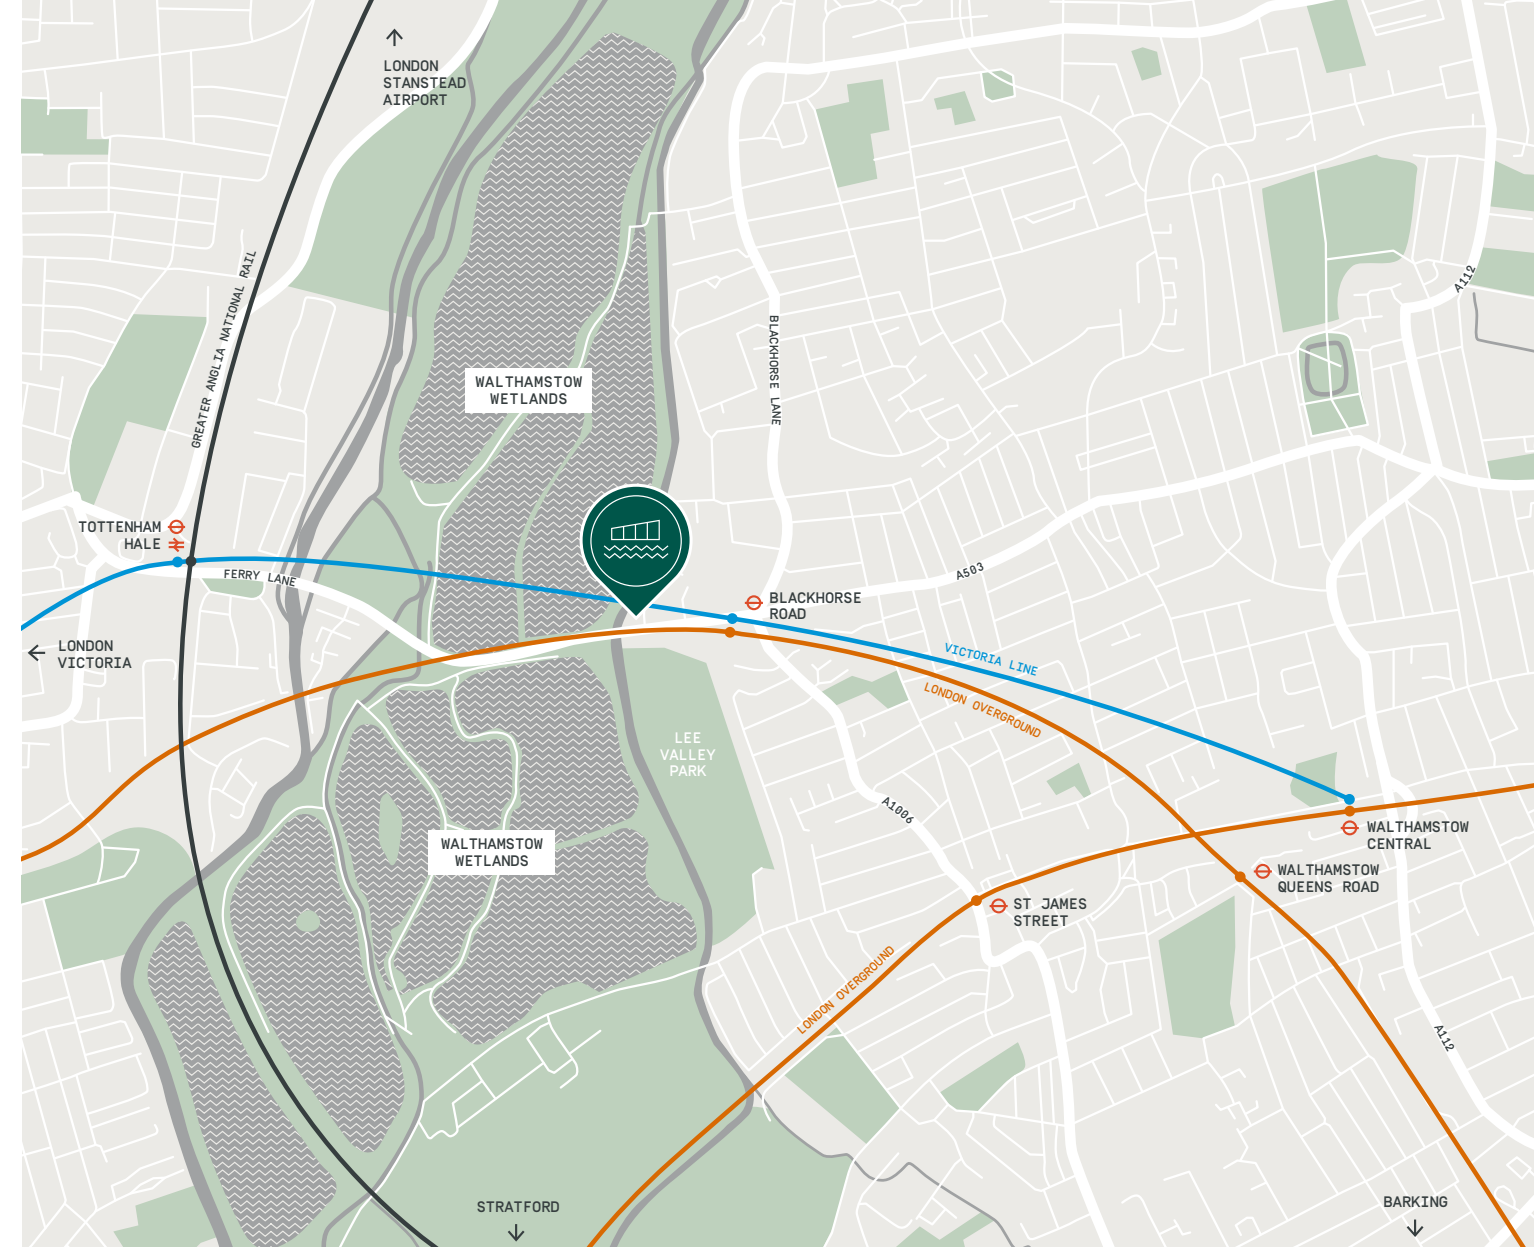 LONDON
STANSTEAD
AIRPORT
GREATER ANGLIA NATIONAL RAIL
BLACKHORSE LANE
A112
WALTHAMSTOW
WETLANDS
TOTTENHAM
HALE
FERRY LANE
A503
BLACKHORSE
ROAD
LONDON
VICTORIA
VICTORIA LINE
LONDON OVERGROUND
LEE
VALLEY
PARK
A1006
WALTHAMSTOW
WETLANDS
WALTHAMSTOW
CENTRAL
WALTHAMSTOW
QUEENS ROAD
ST JAMES
STREET
LONDON OVERGROUND
A112
STRATFORD
BARKING